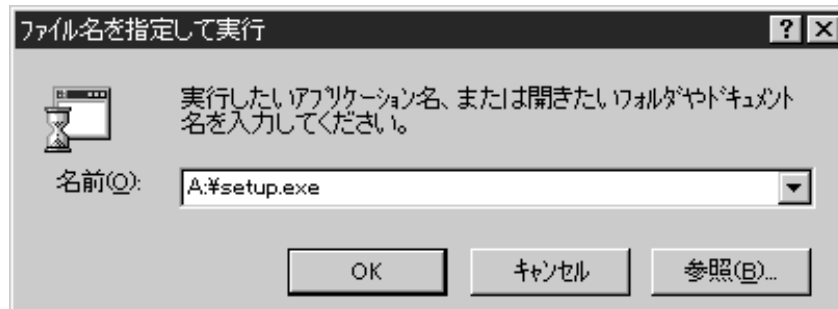 ファイル名を指定して実行
実行したいアプリケーション名、または開きたいフォルダやドキュメント
名を入力してください。
名前(O):
A:¥setup.exe
OK
キャンセル
参照(B)...